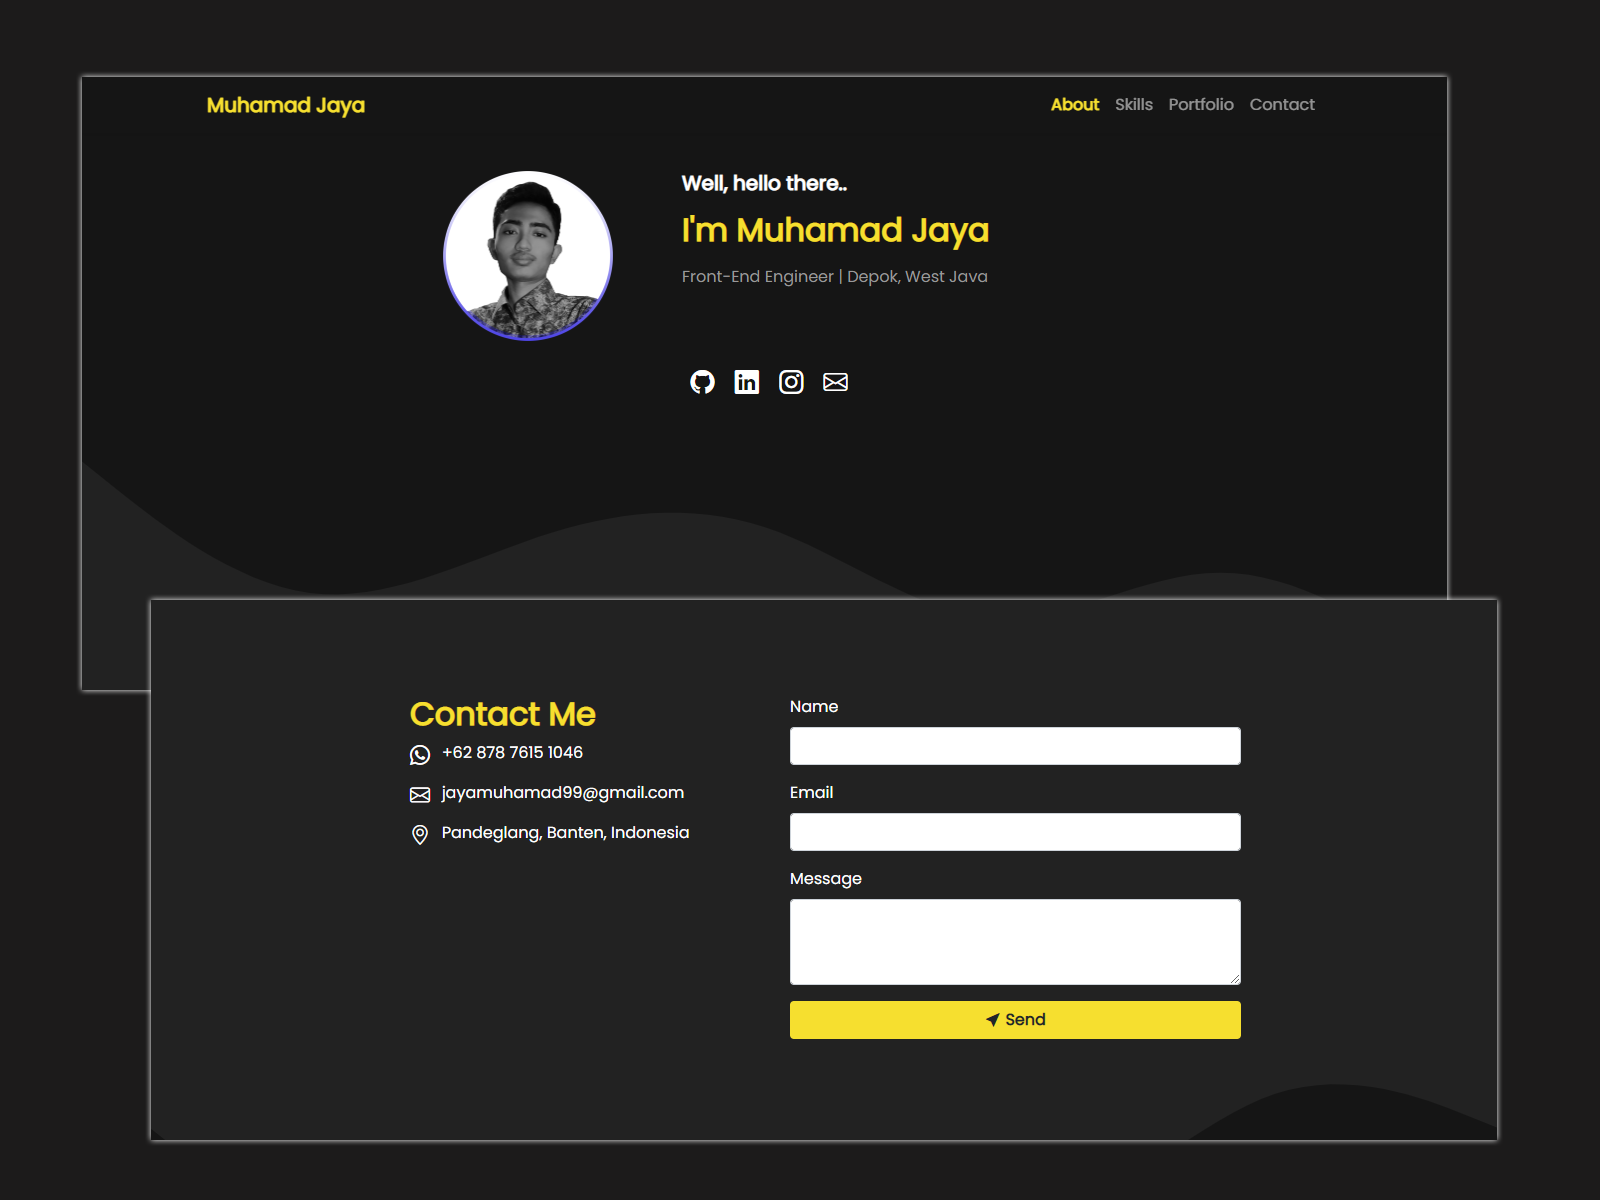 Muhamad Jaya
About Skills Portfolio Contact
Well, hello there..
I'm Muhamad Jaya
Front-End Engineer | Depok, West Java
in
Contact Me
+62 878 7615 1046
jayamuhamad99@gmail.com
Pandeglang, Banten, Indonesia
Name
Email
Message
Send